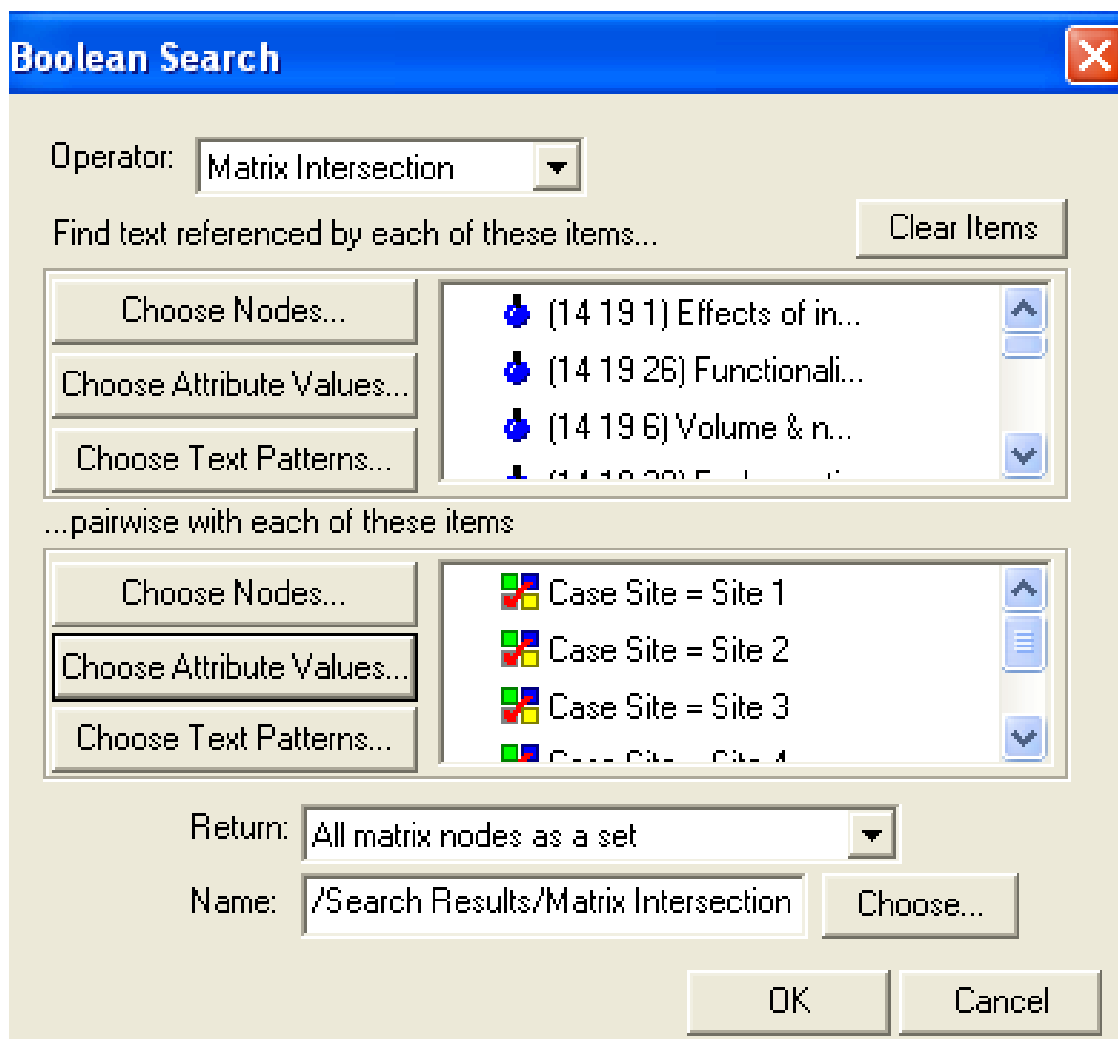 Boolean Search
Operator: Matrix Intersection
Find text referenced by each of these items... Clear Items
Choose Nodes...
Choose Attribute Values...
Choose Text Patterns...
(14 19 1) Effects of in...
(14 19 26) Functionali...
(14 19 6) Volume & n...
...pairwise with each of these items
Choose Nodes...
Choose Attribute Values...
Choose Text Patterns...
Case Site = Site 1
Case Site = Site 2
Case Site = Site 3
Case Site = Site 4
Return: All matrix nodes as a set
Name: /Search Results/Matrix Intersection Choose...
OK Cancel